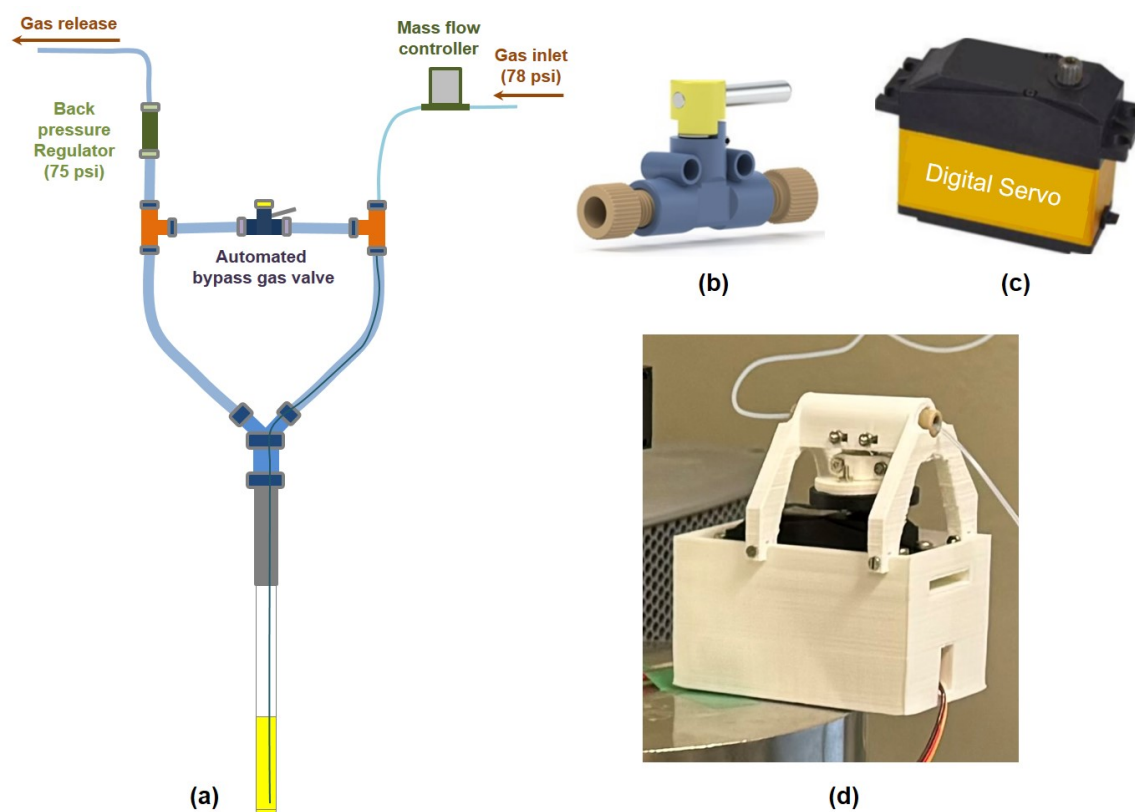 Gas release
Mass flow
controller
Gas inlet
(78 psi)
Back
pressure
Regulator
(75 psi)
Automated
bypass gas valve
(a)
(b)
Digital Servo
(c)
(d)